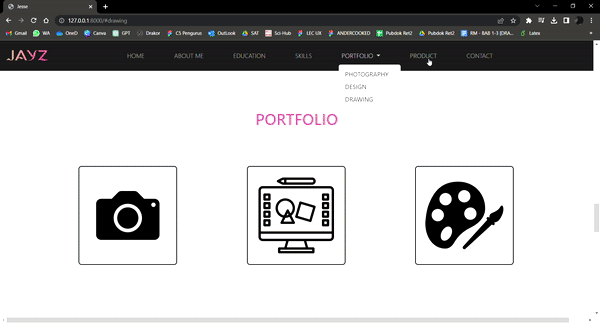 Jesse
127.0.0.1:8000/#drawing
Gmail WA OneD Canva GPT Drakor CS Pengurus OutLook SAT Sci-Hub LEC UX ANDERCOOKED Pubdok Ret2 Pubdok Ret2 RM - BAB 1-3 (DRA... Latex
JAYZ HOME ABOUT ME EDUCATION SKILLS PORTFOLIO PRODUCT CONTACT
PHOTOGRAPHY
DESIGN
DRAWING
PORTFOLIO